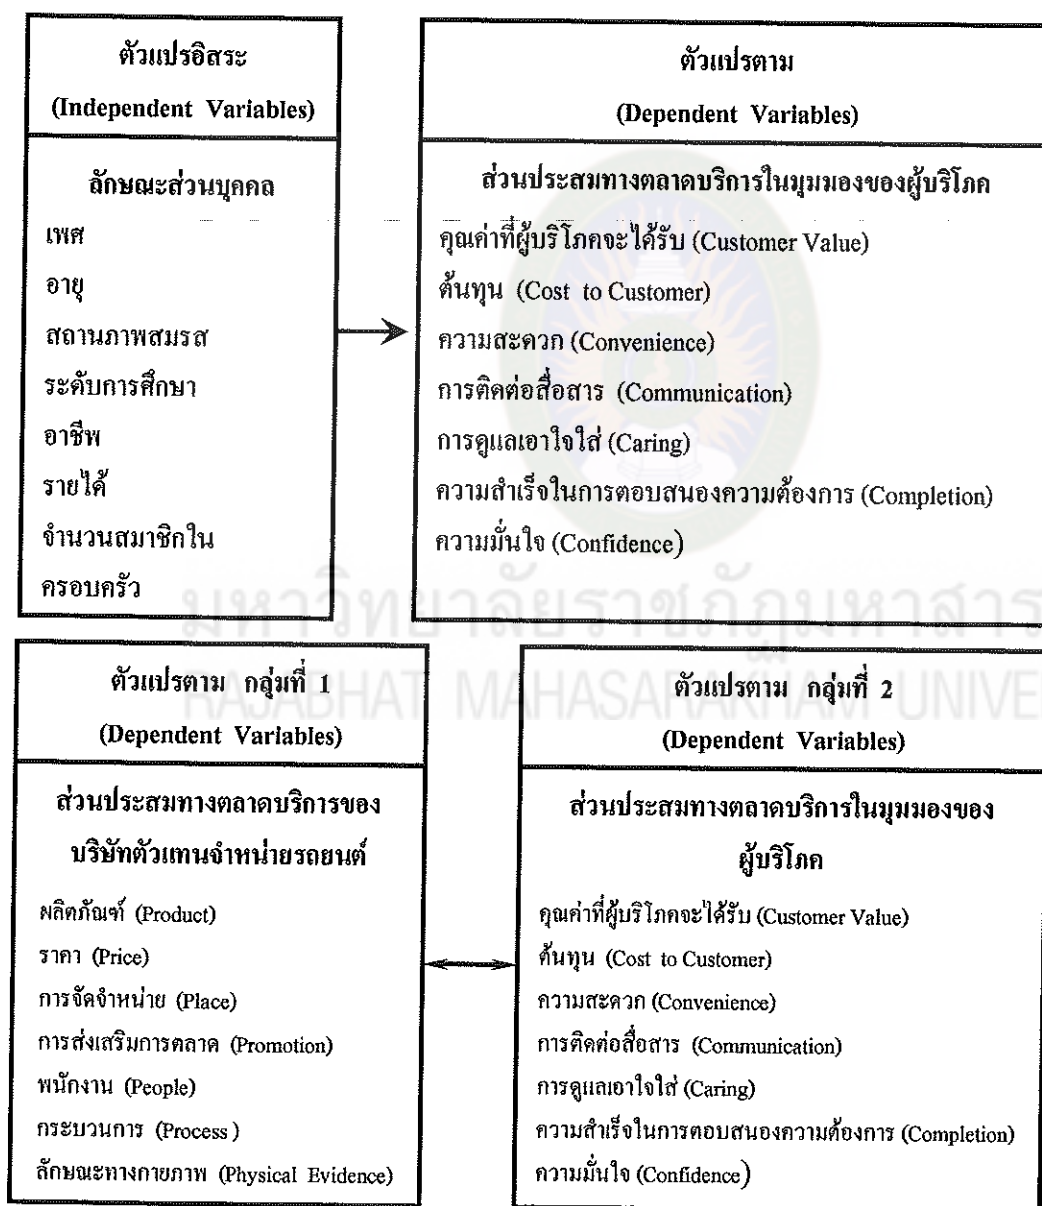 ตัวแปรอิสระ
(Independent Variables)
ลักษณะส่วนบุคคล
เพศ
อายุ
สถานภาพสมรส
ระดับการศึกษา
อาชีพ
รายได้
จำนวนสมาชิกใน
ครอบครัว
ตัวแปรตาม
(Dependent Variables)
ส่วนประสมทางตลาดบริการในมุมมองของผู้บริโภค
คุณค่าที่ผู้บริโภคจะได้รับ (Customer Value)
ต้นทุน (Cost to Customer)
ความสะดวก (Convenience)
การติดต่อสื่อสาร (Communication)
การดูแลเอาใจใส่ (Caring)
ความสำเร็จในการตอบสนองความต้องการ (Completion)
ความมั่นใจ (Confidence)
มหาวิทยาลัยราชภัฏมหาสาร
RAJABHAT MAHASARAKHAM UNIVE
ตัวแปรตาม กลุ่มที่ 1
(Dependent Variables)
ส่วนประสมทางตลาดบริการของ
บริษัทตัวแทนจำหน่ายรถยนต์
ผลิตภัณฑ์ (Product)
ราคา (Price)
การจัดจำหน่าย (Place)
การส่งเสริมการตลาด (Promotion)
พนักงาน (People)
กระบวนการ (Process )
ลักษณะทางกายภาพ (Physical Evidence)
ตัวแปรตาม กลุ่มที่ 2
(Dependent Variables)
ส่วนประสมทางตลาดบริการในมุมมองของ
ผู้บริโภค
คุณค่าที่ผู้บริโภคจะได้รับ (Customer Value)
ต้นทุน (Cost to Customer)
ความสะดวก (Convenience)
การติดต่อสื่อสาร (Communication)
การดูแลเอาใจใส่ (Caring)
ความสำเร็จในการตอบสนองความต้องการ (Completion)
ความมั่นใจ (Confidence)